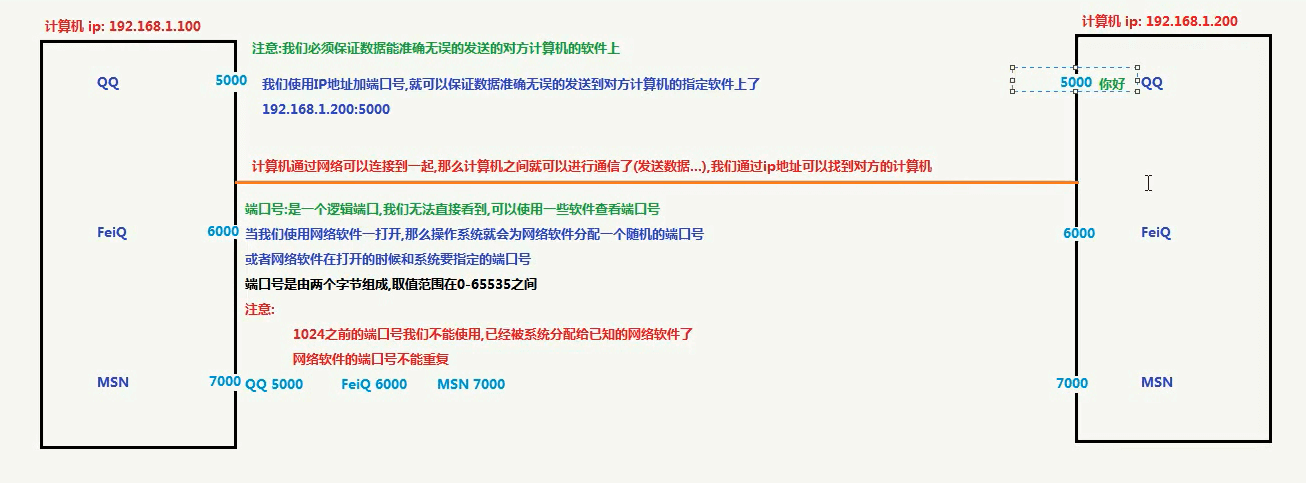 计算机 ip: 192.168.1.100
计算机 ip: 192.168.1.200
注意:我们必须保证数据能准确无误的发送的对方计算机的软件上
QQ
5000
我们使用IP地址加端口号,就可以保证数据准确无误的发送到对方计算机的指定软件上了
5000
你好
QQ
192.168.1.200:5000
计算机通过网络可以连接到一起,那么计算机之间就可以进行通信了(发送数据...),我们通过ip地址可以找到对方的计算机
端口号:是一个逻辑端口,我们无法直接看到,可以使用一些软件查看端口号
FeiQ
6000
当我们使用网络软件一打开,那么操作系统就会为网络软件分配一个随机的端口号
6000
FeiQ
或者网络软件在打开的时候和系统要指定的端口号
端口号是由两个字节组成,取值范围在0-65535之间
注意:
1024之前的端口号我们不能使用,已经被系统分配给已知的网络软件了
网络软件的端口号不能重复
MSN
7000
QQ 5000 FeiQ 6000 MSN 7000
7000
MSN